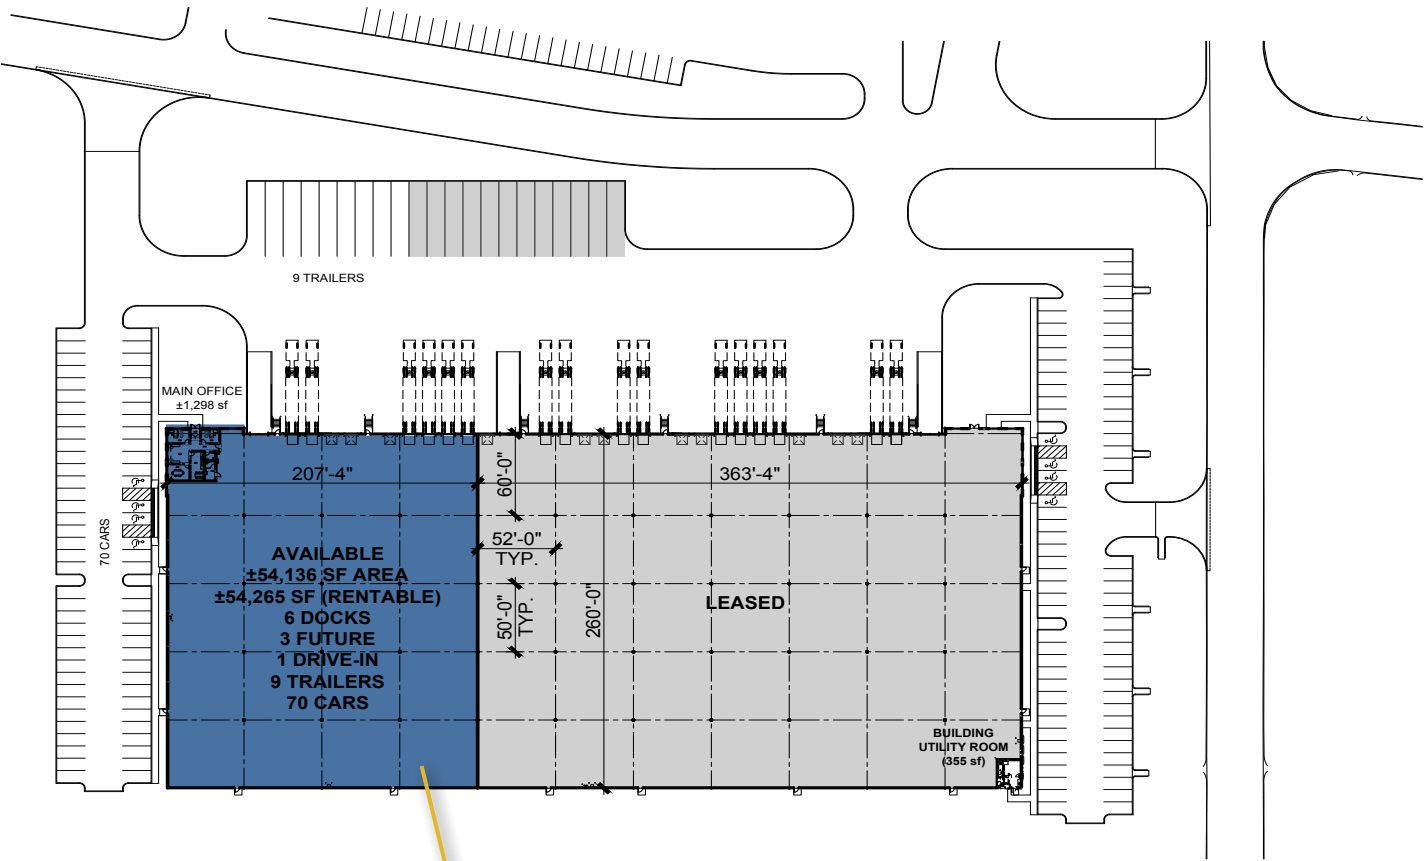 9 TRAILERS
MAIN OFFICE
±1,298 sf
207'-4"
60'-0"
363'-4"
52'-0"
TYP.
70 CARS
AVAILABLE
±54,136 SF AREA
±54,265 SF (RENTABLE)
6 DOCKS
3 FUTURE
1 DRIVE-IN
9 TRAILERS
70 CARS
50'-0"
TYP.
260'-0"
LEASED
BUILDING
UTILITY ROOM
(355 sf)